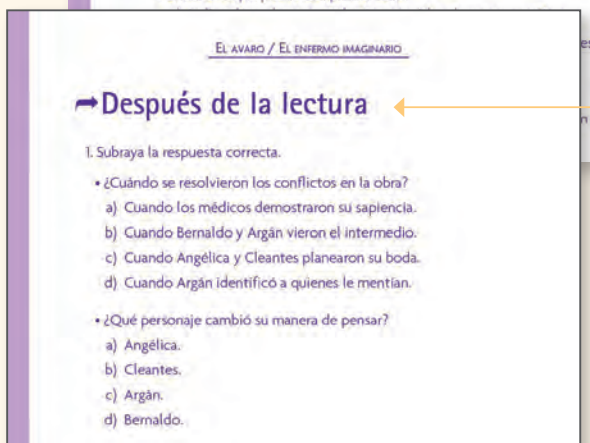 EL AVARO / EL ENFERMO IMAGINARIO
➦Después de la lectura
1. Subraya la respuesta correcta.
• ¿Cuándo se resolvieron los conflictos en la obra?
a) Cuando los médicos demostraron su sapiencia.
b) Cuando Bernaldo y Argán vieron el intermedio.
c) Cuando Angélica y Cleantes planearon su boda.
d) Cuando Argán identificó a quienes le mentían.
• ¿Qué personaje cambió su manera de pensar?
a) Angélica.
b) Cleantes.
c) Argán.
d) Bernaldo.